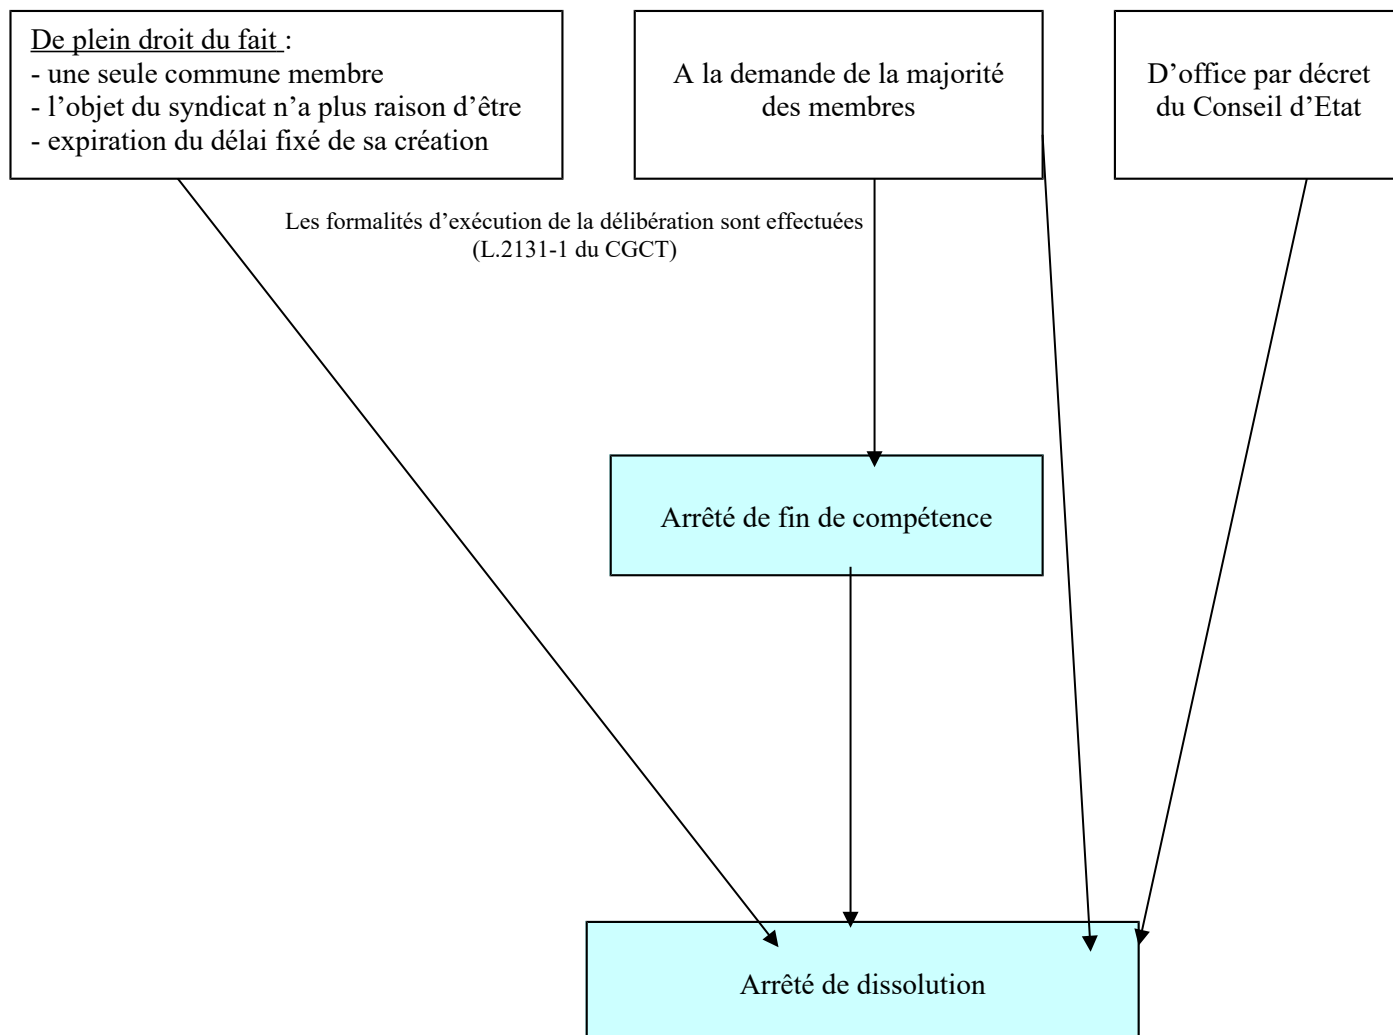 De plein droit du fait :
- une seule commune membre
- l’objet du syndicat n’a plus raison d’être
- expiration du délai fixé de sa création
A la demande de la majorité
des membres
D’office par décret
du Conseil d’Etat
Les formalités d’exécution de la délibération sont effectuées
(L.2131-1 du CGCT)
Arrêté de fin de compétence
Arrêté de dissolution